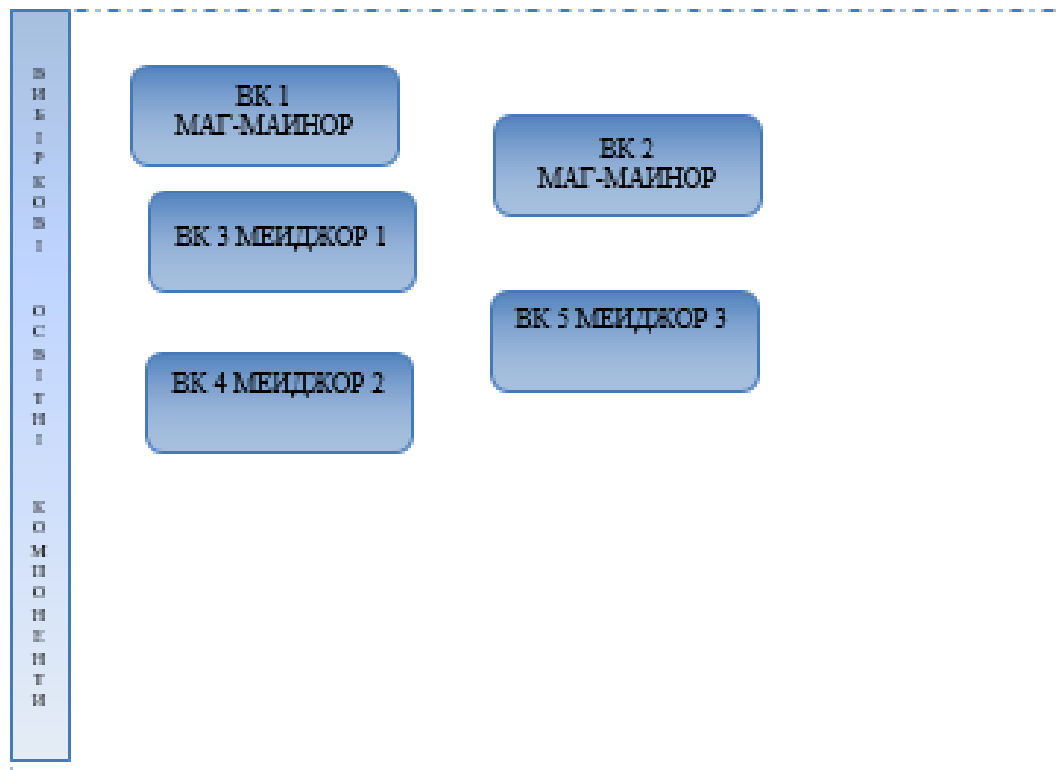 ВИБІРКОВІ ОСВІТНІ КОМПОНЕНТИ
ВК 1
МАГ-МАЙНОР
ВК 2
МАГ-МАЙНОР
ВК 3 МЕЙДЖОР 1
ВК 5 МЕЙДЖОР 3
ВК 4 МЕЙДЖОР 2